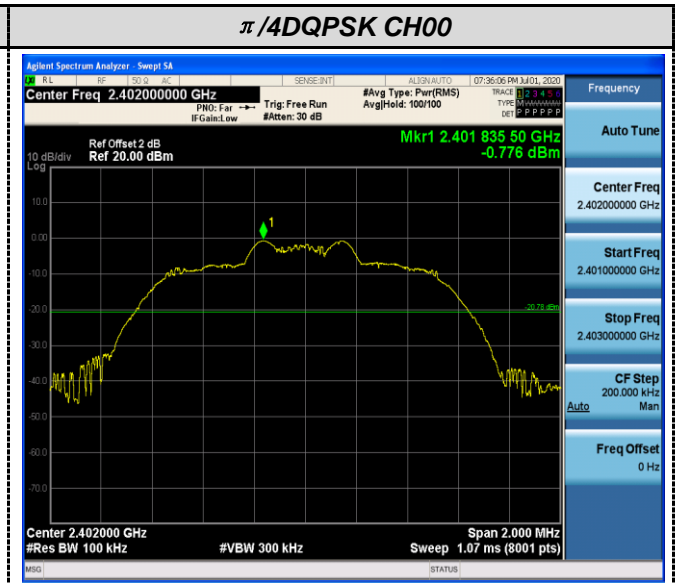 π/4DQPSK CH00
Agilent Spectrum Analyzer - Swept SA
RL RF 50 Ω AC SENSE:INT ALIGN AUTO 07:36:06 PM Jul 01, 2020
Center Freq 2.402000000 GHz #Avg Type: Pwr(RMS) TRACE 1 2 3 4 5 6
PNO: Far Trig: Free Run Avg|Hold: 100/100 TYPE M
IFGain:Low #Atten: 30 dB DET P P P P P P
Mkr1 2.401 835 50 GHz
-0.776 dBm
Ref Offset 2 dB
10 dB/div Ref 20.00 dBm
Log
1
10.0
0.00
-10.0
-20.0
-20.78 dBm
-30.0
-40.0
-50.0
-60.0
-70.0
Center 2.402000 GHz Span 2.000 MHz
#Res BW 100 kHz #VBW 300 kHz Sweep 1.07 ms (8001 pts)
MSG STATUS
Frequency
Auto Tune
Center Freq
2.402000000 GHz
Start Freq
2.401000000 GHz
Stop Freq
2.403000000 GHz
CF Step
200.000 kHz
Auto Man
Freq Offset
0 Hz